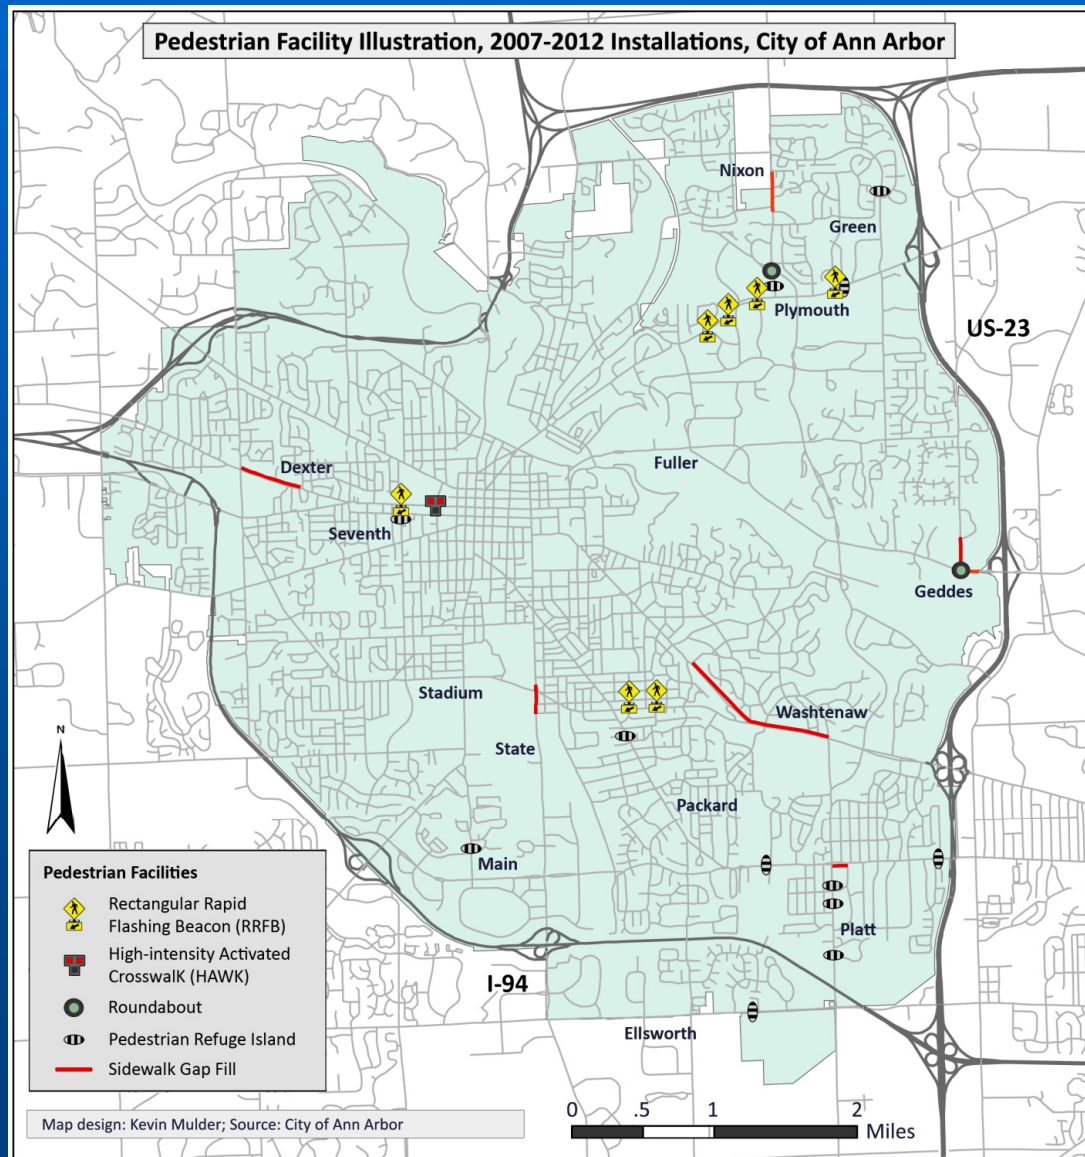 Pedestrian Facility Illustration, 2007-2012 Installations, City of Ann Arbor
Nixon
Green
Plymouth
US-23
Dexter
Fuller
Seventh
Geddes
Stadium
Washtenaw
State
N
Packard
Main
Platt
I-94
Ellsworth
Pedestrian Facilities
Rectangular Rapid
Flashing Beacon (RRFB)
High-intensity Activated
CrosswalK (HAWK)
Roundabout
Pedestrian Refuge Island
Sidewalk Gap Fill
0 .5 1 2
Miles
Map design: Kevin Mulder; Source: City of Ann Arbor